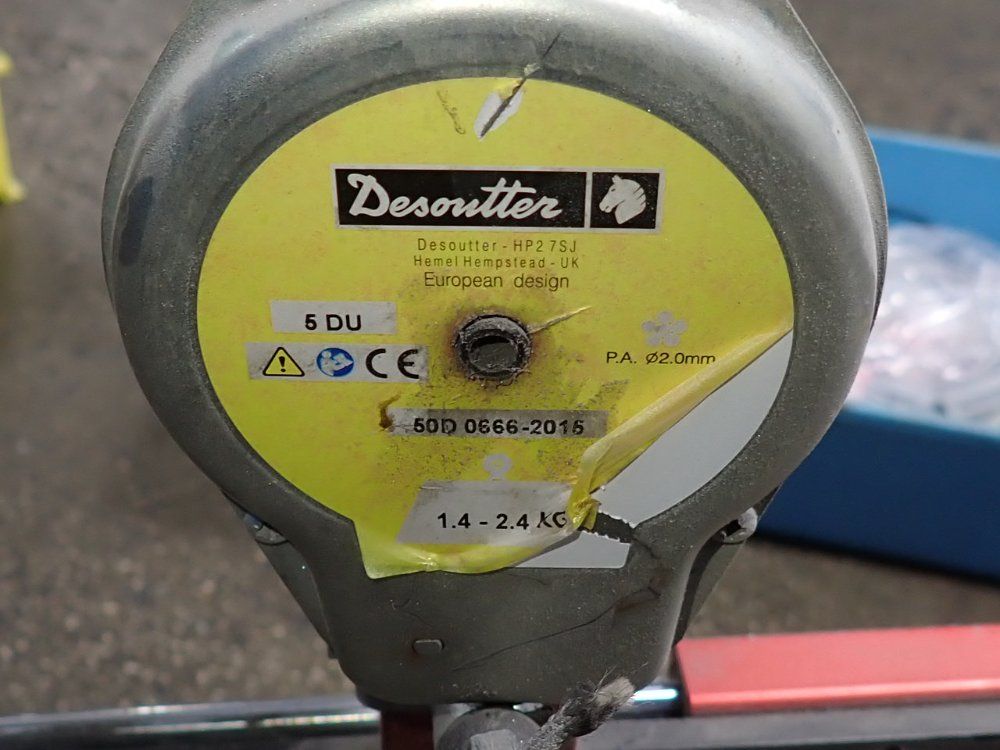 Desoutter
Desoutter - HP2 7SJ
Hemel Hempstead - UK
European design
5 DU
CE
P.A. Ø2.0mm
50D 0666-2015
1.4 - 2.4 KG